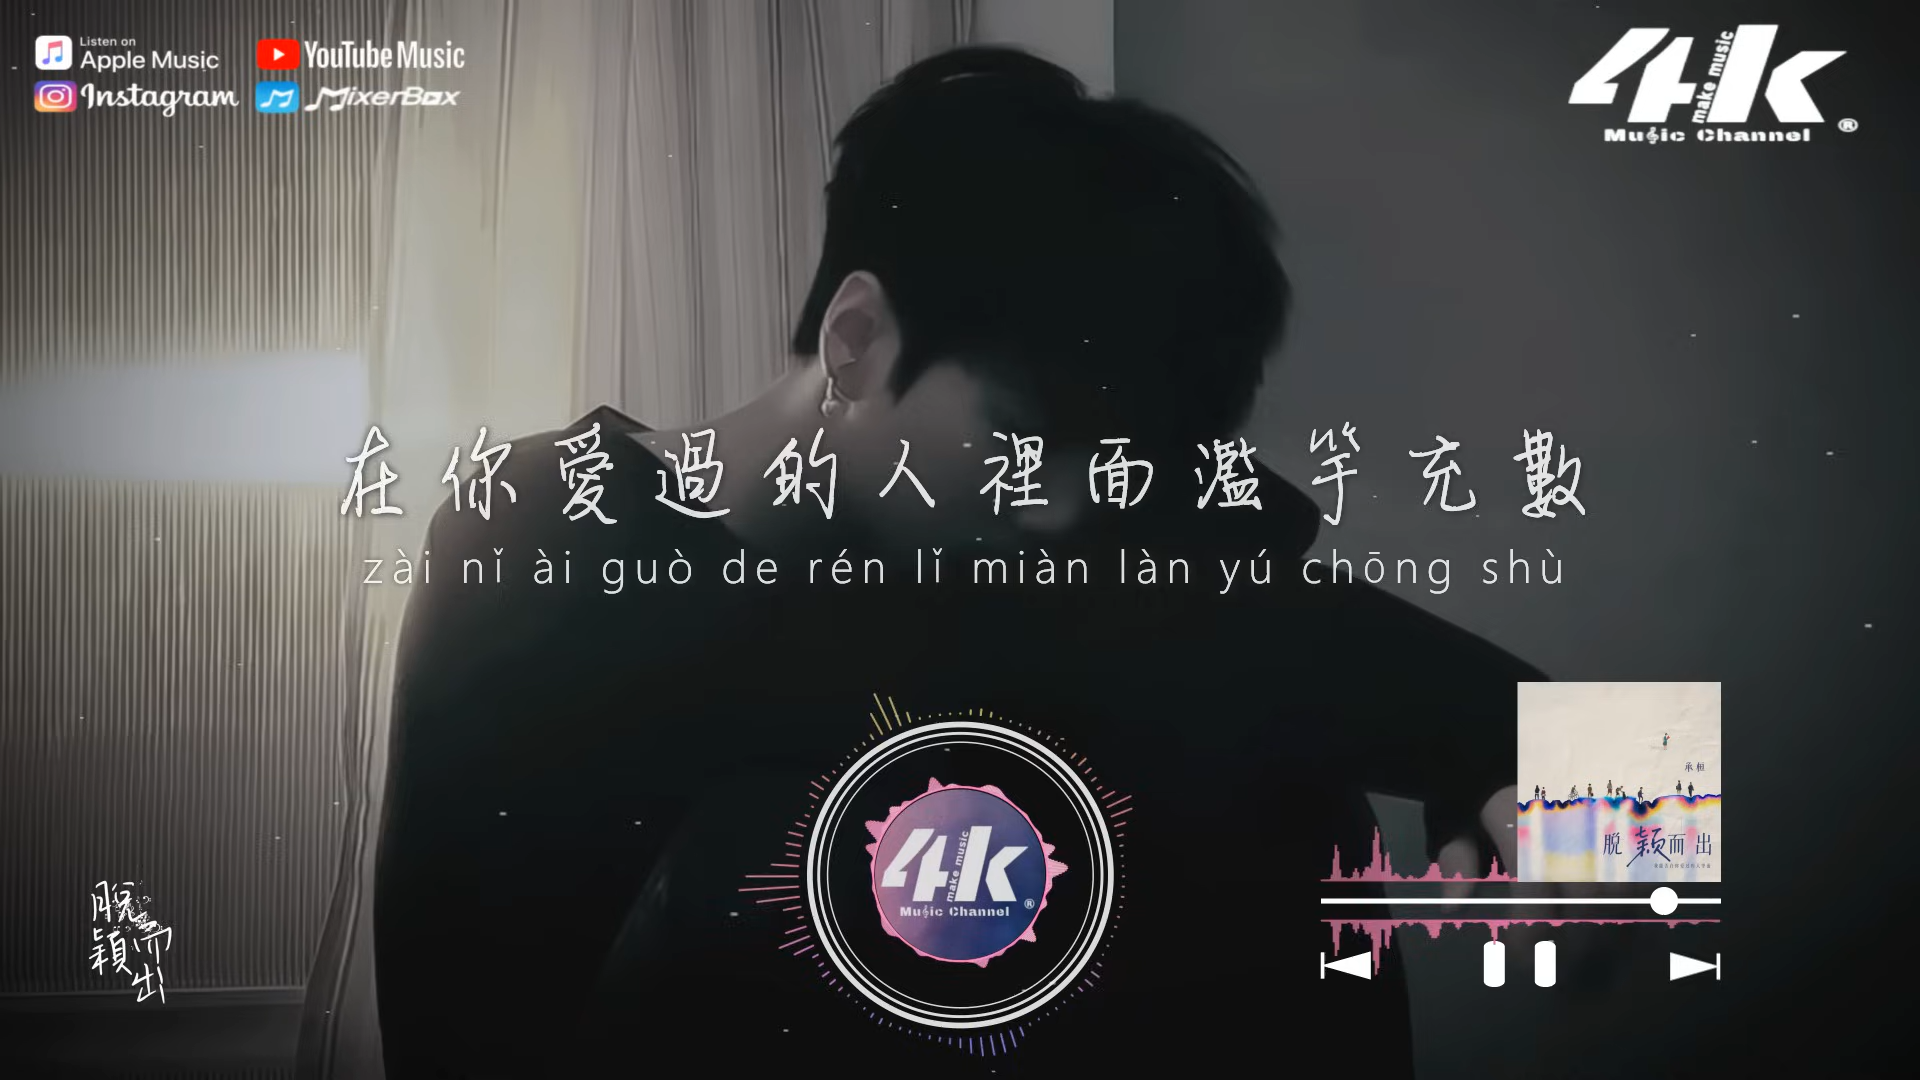 Listen on
Apple Music
YouTube Music
Instagram
MixerBox
4k
make music
Music Channel
®
在你愛過的人裡面濫竽充數
zài nǐ ài guò de rén lǐ miàn làn yú chōng shù
4k
make music
Music Channel
®
承桓
脫穎而出
脫穎而出